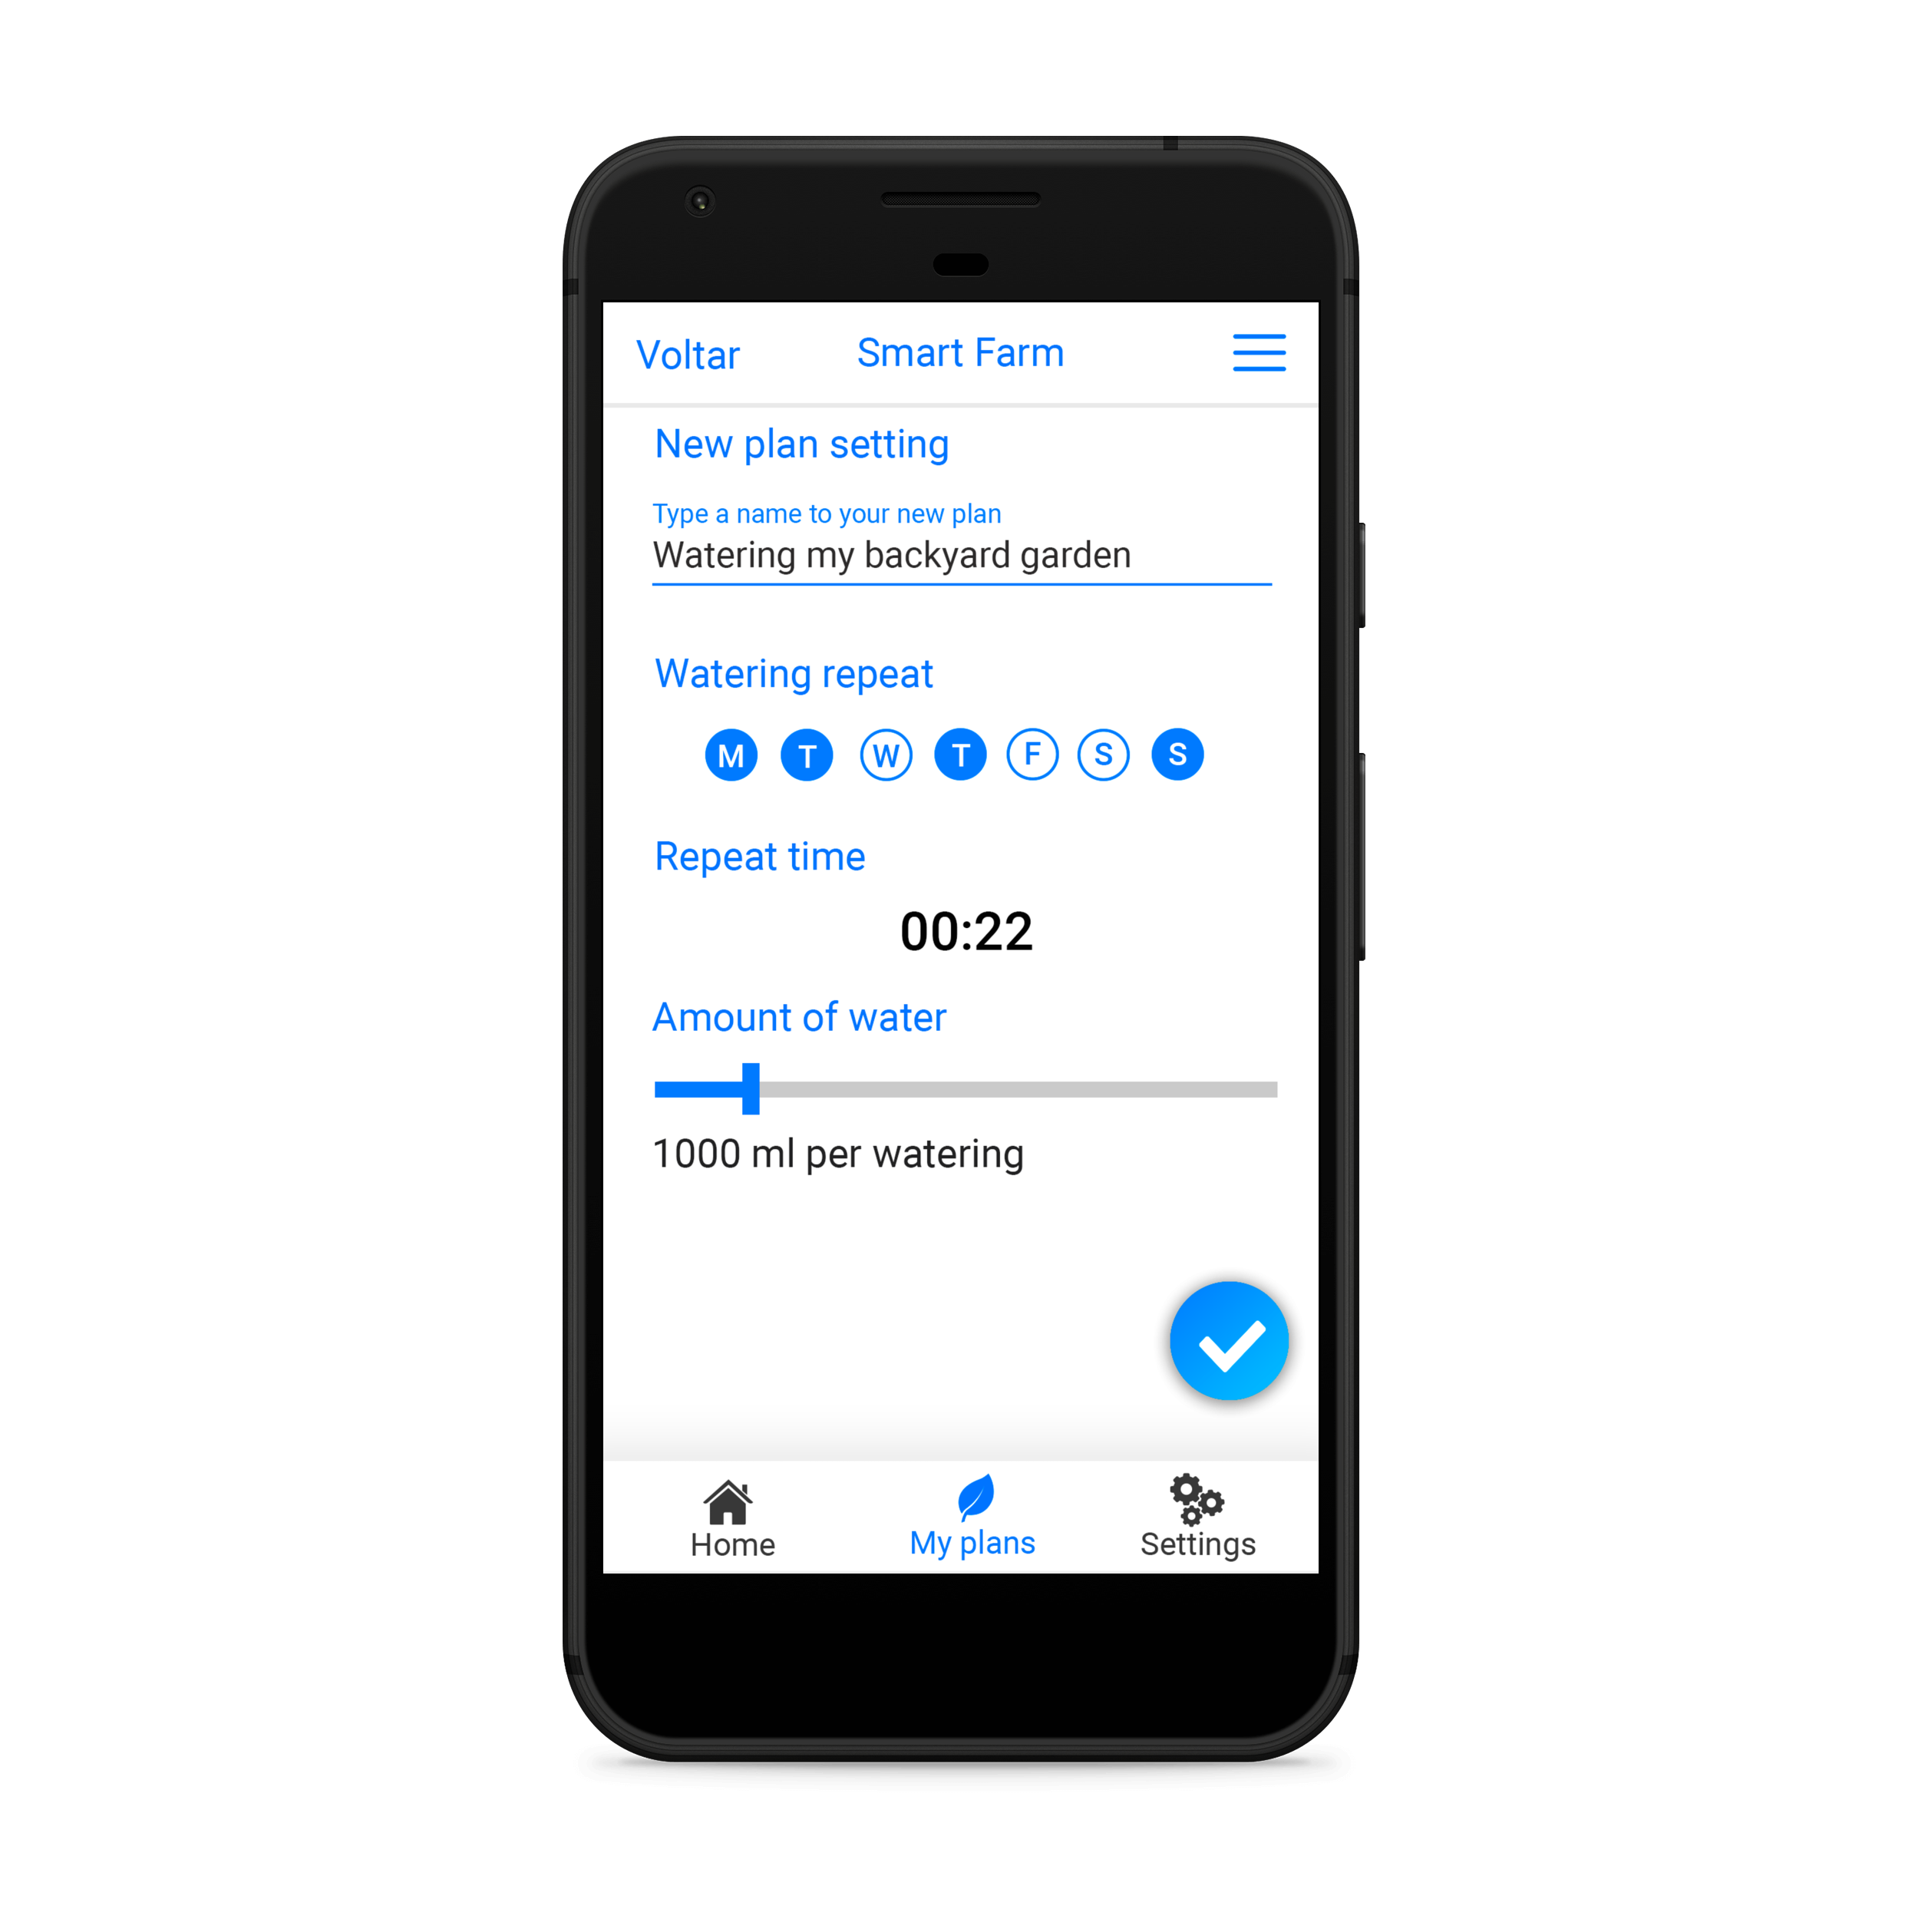 Voltar Smart Farm
New plan setting
Type a name to your new plan
Watering my backyard garden
Watering repeat
M T W T F S S
Repeat time
00:22
Amount of water
1000 ml per watering
Home My plans Settings